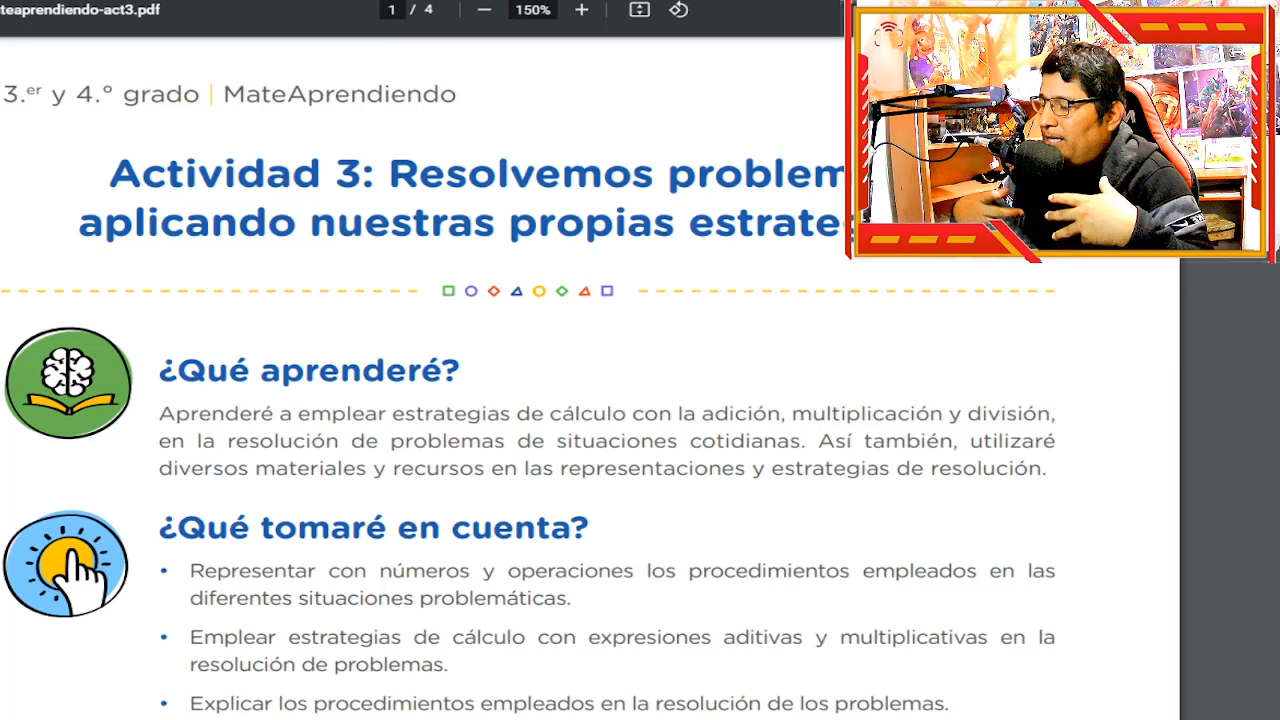 teaprendiendo-act3.pdf
1 / 4
150%
3.er y 4.° grado | MateAprendiendo
Actividad 3: Resolvemos problem
aplicando nuestras propias estrateg
¿Qué aprenderé?
Aprenderé a emplear estrategias de cálculo con la adición, multiplicación y división,
en la resolución de problemas de situaciones cotidianas. Así también, utilizaré
diversos materiales y recursos en las representaciones y estrategias de resolución.
¿Qué tomaré en cuenta?
• Representar con números y operaciones los procedimientos empleados en las
diferentes situaciones problemáticas.
• Emplear estrategias de cálculo con expresiones aditivas y multiplicativas en la
resolución de problemas.
• Explicar los procedimientos empleados en la resolución de los problemas.